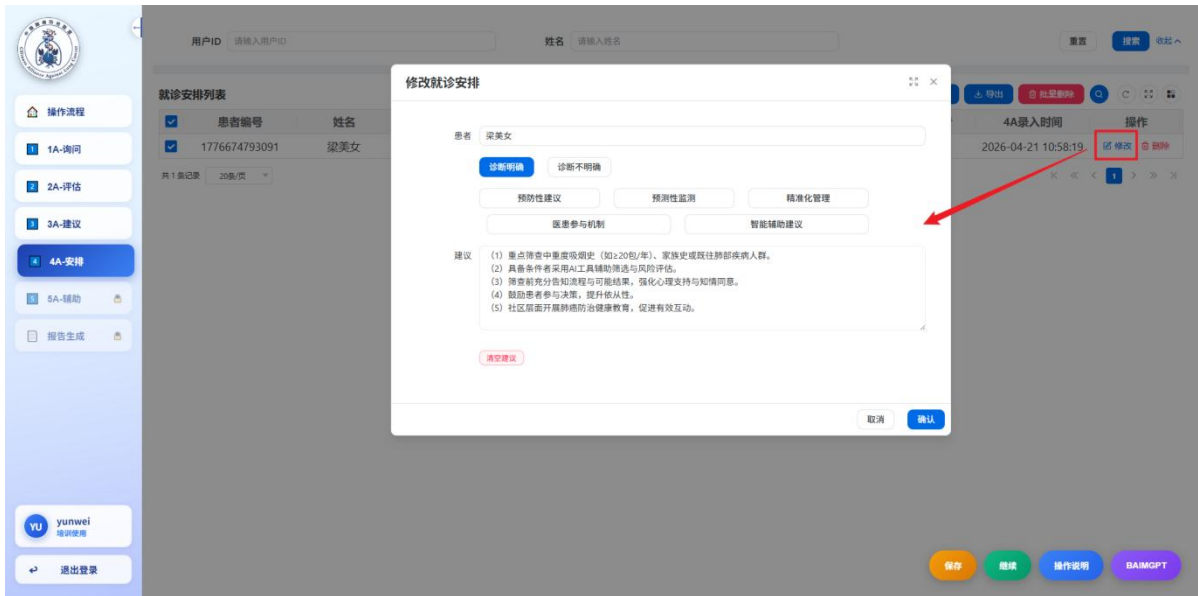 用户ID 请输入用户ID 姓名 请输入姓名 重置 搜索 收起
就诊安排列表 导出 批量删除
患者编号 姓名 4A录入时间 操作
1776674793091 梁美女 2026-04-21 10:58:19 修改 删除
共1条记录 20条/页 1
操作流程
1 1A-询问
2 2A-评估
3 3A-建议
4 4A-安排
5 5A-辅助
报告生成
YU yunwei
培训使用
退出登录
修改就诊安排
患者 梁美女
诊断明确 诊断不明确
预防性建议 预测性监测 精准化管理
医患参与机制 智能辅助建议
建议 (1) 重点筛查中重度吸烟史(如≥20包/年)、家族史或既往肺部疾病人群。
(2) 具备条件者采用AI工具辅助筛选与风险评估。
(3) 筛查前充分告知流程与可能结果,强化心理支持与知情同意。
(4) 鼓励患者参与决策,提升依从性。
(5) 社区层面开展肺癌防治健康教育,促进有效互动。
清空建议
取消 确认
保存 继续 操作说明 BAIMGPT